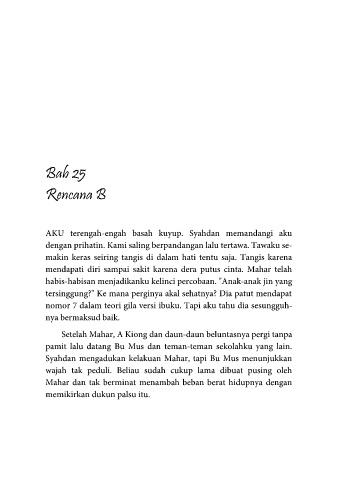 Bab 25
Rencana B
AKU terengah-engah basah kuyup. Syahdan memandangi aku
dengan prihatin. Kami saling berpandangan lalu tertawa. Tawaku se-
makin keras seiring tangis di dalam hati tentu saja. Tangis karena
mendapati diri sampai sakit karena dera putus cinta. Mahar telah
habis-habisan menjadikanku kelinci percobaan. "Anak-anak jin yang
tersinggung?" Ke mana perginya akal sehatnya? Dia patut mendapat
nomor 7 dalam teori gila versi ibuku. Tapi aku tahu dia sesungguh-
nya bermaksud baik.
Setelah Mahar, A Kiong dan daun-daun beluntasnya pergi tanpa
pamit lalu datang Bu Mus dan teman-teman sekolahku yang lain.
Syahdan mengadukan kelakuan Mahar, tapi Bu Mus menunjukkan
wajah tak peduli. Beliau sudah cukup lama dibuat pusing oleh
Mahar dan tak berminat menambah beban berat hidupnya dengan
memikirkan dukun palsu itu.